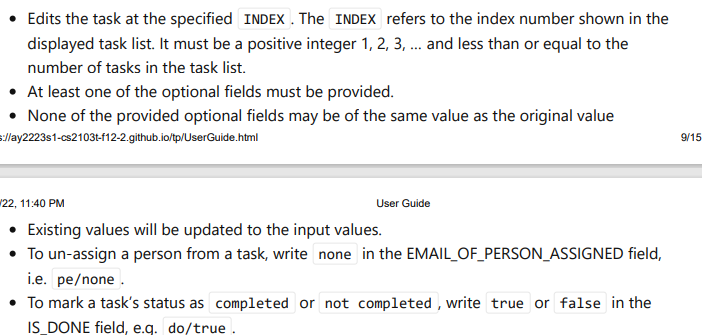 • Edits the task at the specified INDEX . The INDEX refers to the index number shown in the
displayed task list. It must be a positive integer 1, 2, 3, ... and less than or equal to the
number of tasks in the task list.
• At least one of the optional fields must be provided.
• None of the provided optional fields may be of the same value as the original value
s://ay2223s1-cs2103t-f12-2.github.io/tp/UserGuide.html 9/15
/22, 11:40 PM User Guide
• Existing values will be updated to the input values.
• To un-assign a person from a task, write none in the EMAIL_OF_PERSON_ASSIGNED field,
i.e. pe/none .
• To mark a task's status as completed or not completed , write true or false in the
IS_DONE field, e.g. do/true .